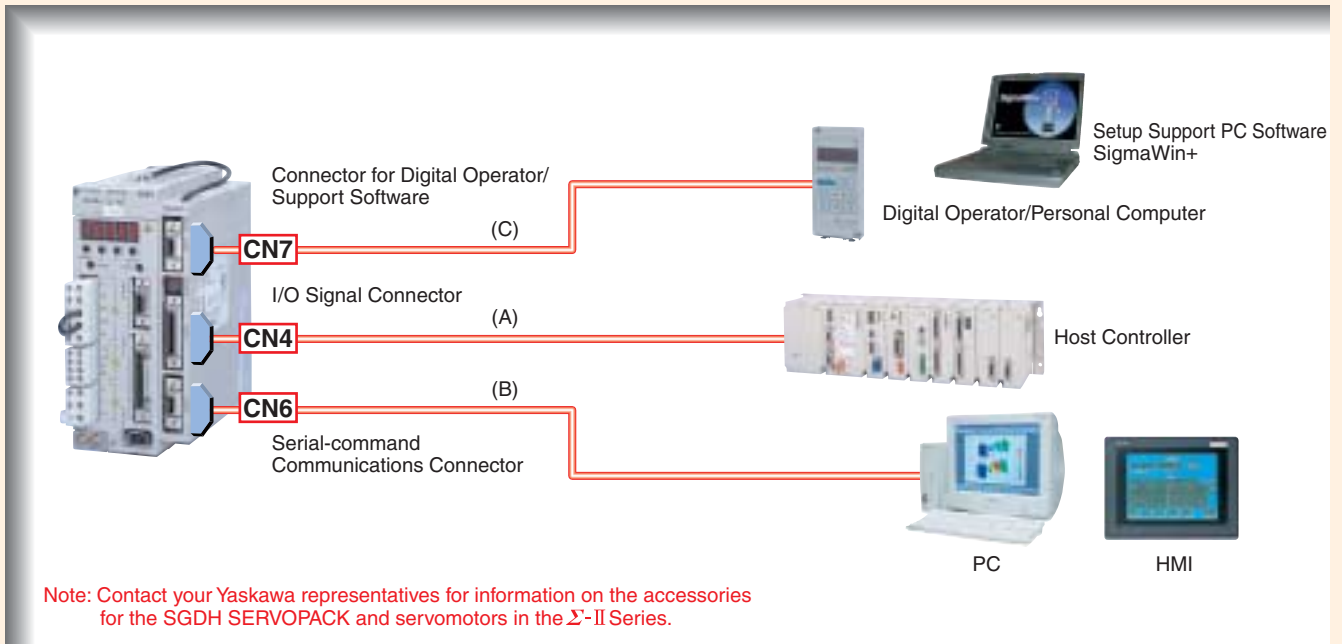 Connector for Digital Operator/
Support Software
(C)
CN7
Setup Support PC Software
SigmaWin+
Digital Operator/Personal Computer
I/O Signal Connector
(A)
CN4
Host Controller
(B)
CN6
Serial-command
Communications Connector
PC
HMI
Note: Contact your Yaskawa representatives for information on the accessories
for the SGDH SERVOPACK and servomotors in the Σ-II Series.